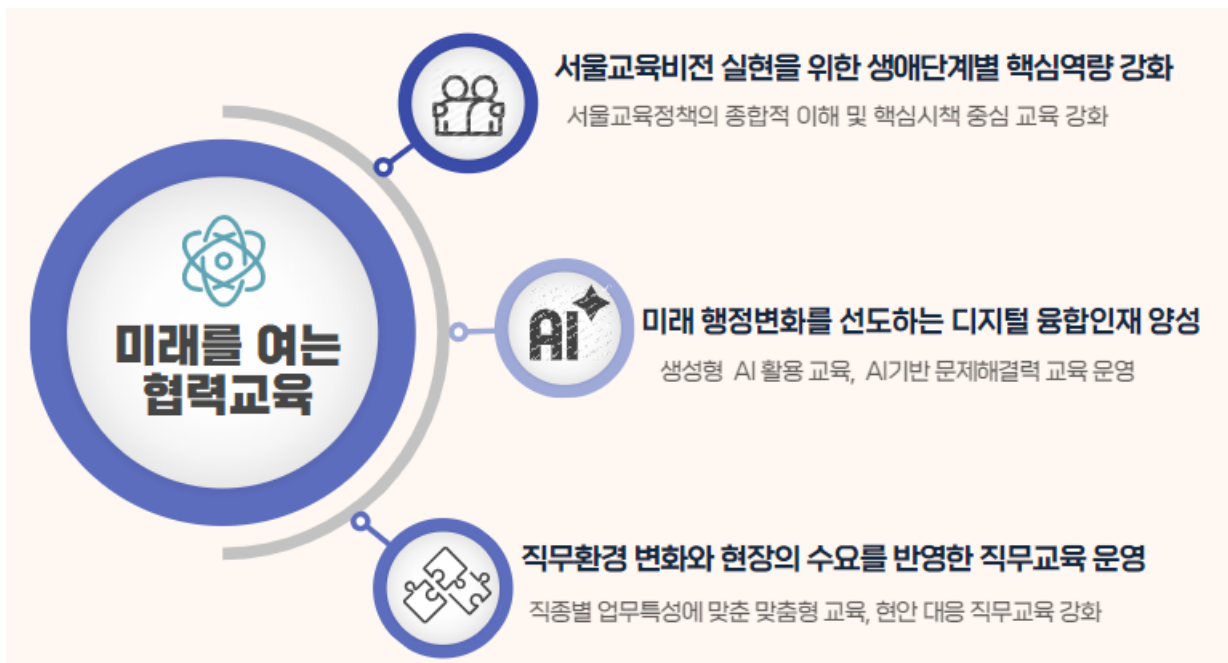 미래를 여는
협력교육
서울교육비전 실현을 위한 생애단계별 핵심역량 강화
서울교육정책의 종합적 이해 및 핵심시책 중심 교육 강화
AI
미래 행정변화를 선도하는 디지털 융합인재 양성
생성형 AI 활용 교육, AI기반 문제해결력 교육 운영
직무환경 변화와 현장의 수요를 반영한 직무교육 운영
직종별 업무특성에 맞춘 맞춤형 교육, 현안 대응 직무교육 강화